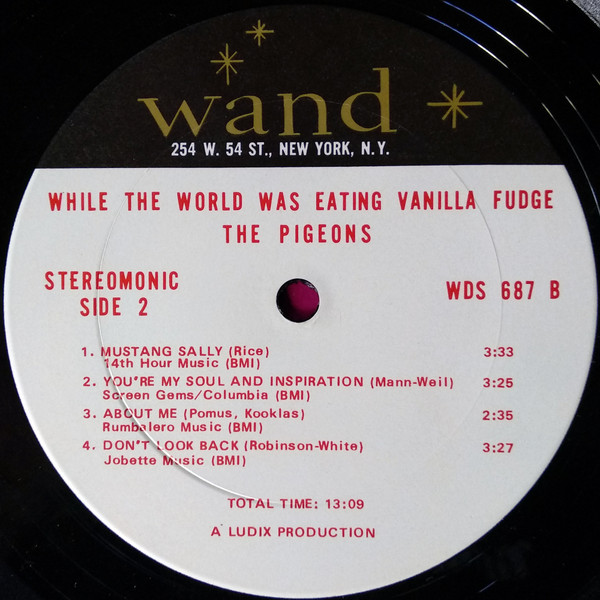 wand
254 W. 54 ST., NEW YORK, N.Y.
WHILE THE WORLD WAS EATING VANILLA FUDGE
THE PIGEONS
STEREOMONIC
SIDE 2
WDS 687 B
1. MUSTANG SALLY (Rice) 3:33
14th Hour Music (BMI)
2. YOU"RE MY SOUL AND INSPIRATION (Mann-Weil) 3:25
Screen Gems/Columbia (BMI)
3. ABOUT ME (Pomus, Kooklas) 2:35
Rumbalero Music (BMI)
4. DON"T LOOK BACK (Robinson-White) 3:27
Jobette Music (BMI)
TOTAL TIME: 13:09
A LUDIX PRODUCTION